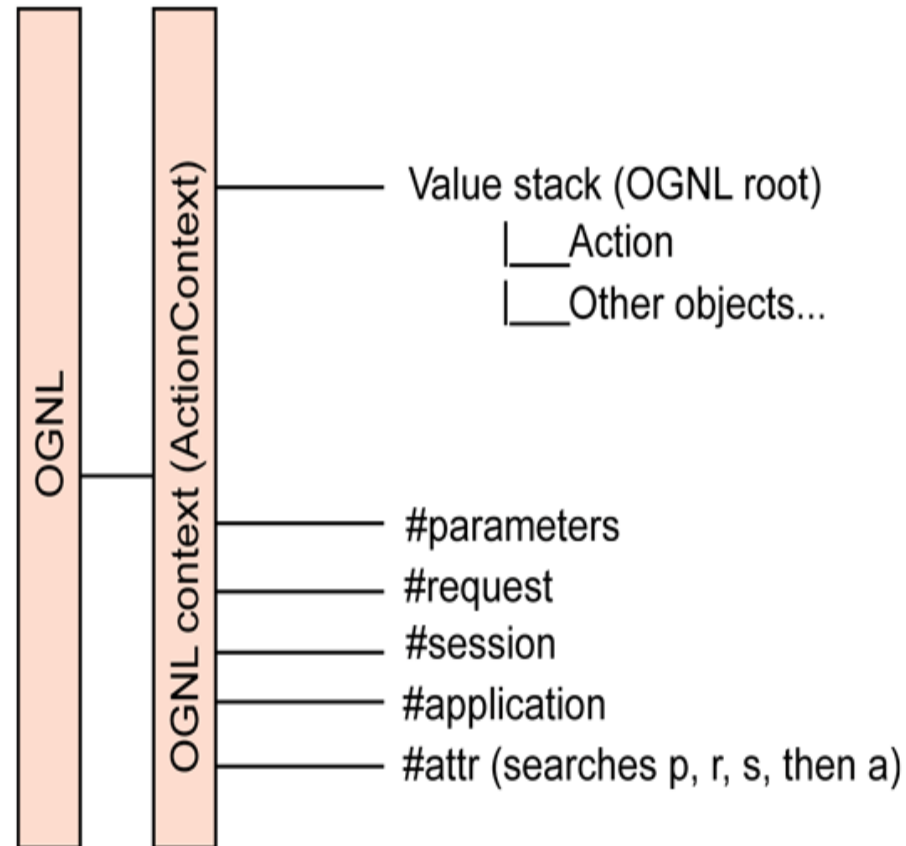 OGNL
OGNL context (ActionContext)
Value stack (OGNL root)
|___Action
|___Other objects...
#parameters
#request
#session
#application
#attr (searches p, r, s, then a)